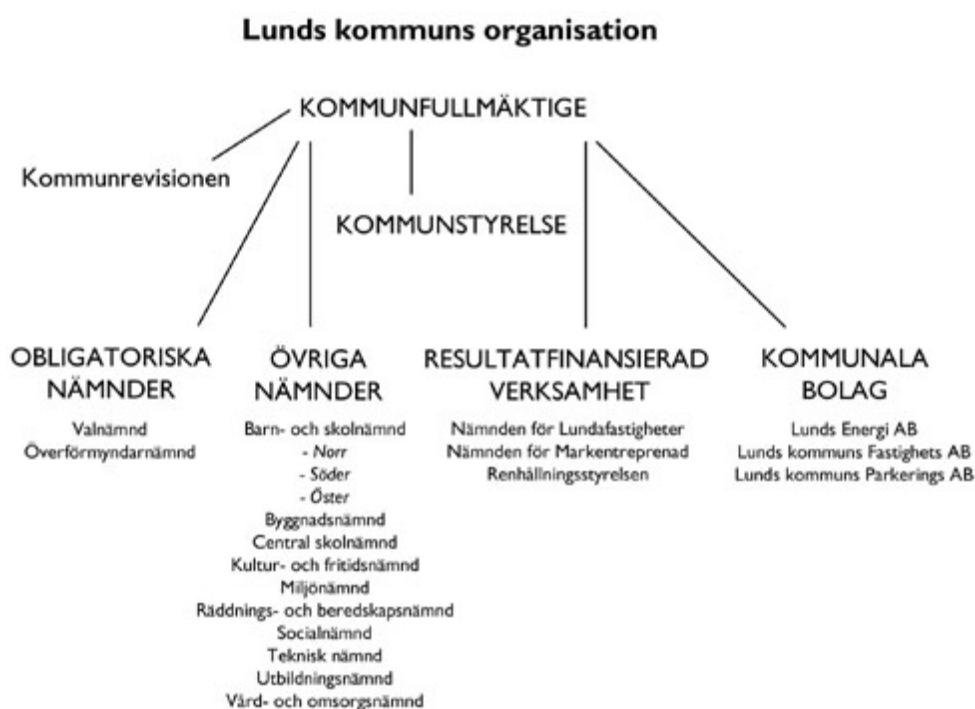 Lunds kommuns organisation
KOMMUNFULLMÄKTIGE
Kommunrevisionen
KOMMUNSTYRELSE
OBLIGATORISKA
NÄMNDER
Valnämnd
Överförmyndarnämnd
ÖVRIGA
NÄMNDER
Barn- och skolnämnd
- Norr
- Söder
- Öster
Byggnadsnämnd
Central skolnämnd
Kultur- och fritidsnämnd
Miljönämnd
Räddnings- och beredskapsnämnd
Socialnämnd
Teknisk nämnd
Utbildningsnämnd
Vård- och omsorgsnämnd
RESULTATFINANSIERAD
VERKSAMHET
Nämnden för Lundafastigheter
Nämnden för Markentreprenad
Renhållningsstyrelsen
KOMMUNALA
BOLAG
Lunds Energi AB
Lunds kommuns Fastighets AB
Lunds kommuns Parkerings AB